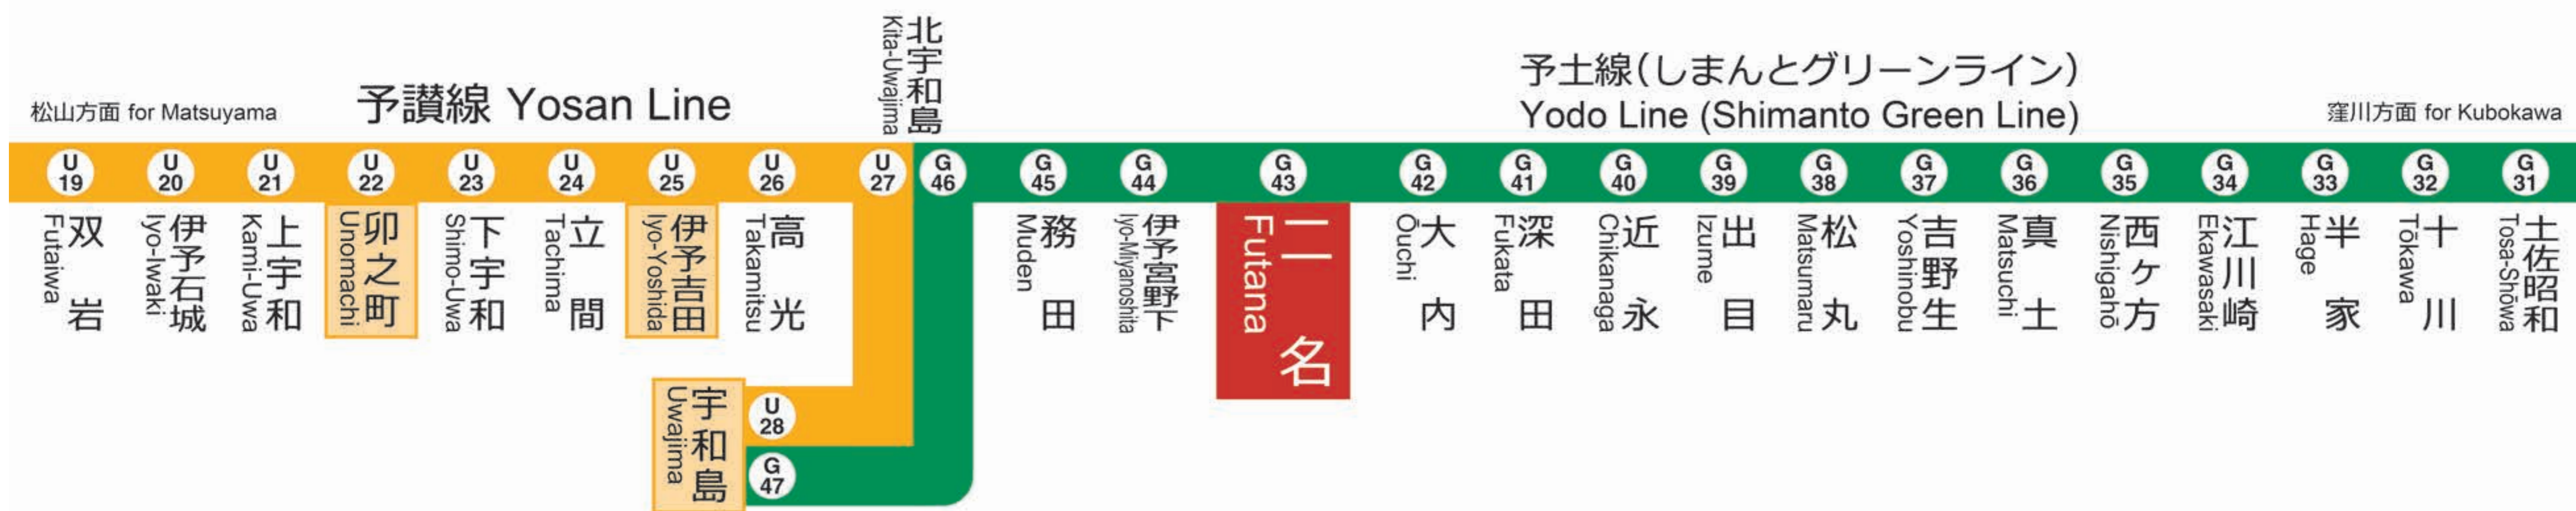 松山方面 for Matsuyama
予讃線 Yosan Line
北宇和島
Kita-Uwajima
予土線(しまんとグリーンライン)
Yodo Line (Shimanto Green Line)
窪川方面 for Kubokawa
U 19
双岩
Futaiwa
U 20
伊予石城
Iyo-Iwaki
U 21
上宇和
Kami-Uwa
U 22
卯之町
Unomachi
U 23
下宇和
Shimo-Uwa
U 24
立間
Tachima
U 25
伊予吉田
Iyo-Yoshida
U 26
高光
Takamitsu
U 27
G 46
G 45
務田
Muden
G 44
伊予宮野下
Iyo-Miyanoshita
G 43
二名
Futana
G 42
大内
Ōuchi
G 41
深田
Fukata
G 40
近永
Chikanaga
G 39
出目
Izume
G 38
松丸
Matsumaru
G 37
吉野生
Yoshinobu
G 36
真土
Matsuchi
G 35
西ケ方
Nishigahō
G 34
江川崎
Ekawasaki
G 33
半家
Hage
G 32
十川
Tōkawa
G 31
土佐昭和
Tosa-Shōwa
宇和島
Uwajima
U 28
G 47